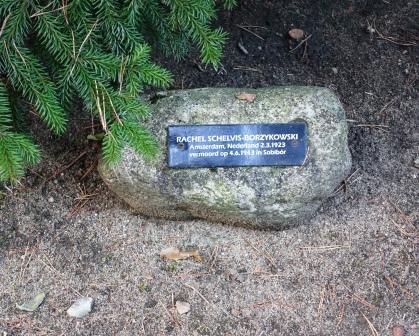 RACHEL SCHELVIS-BORZYKOWSKI
Amsterdam, Nederland 2.3.1923
vermoord op 4.6.1943 in Sobibór